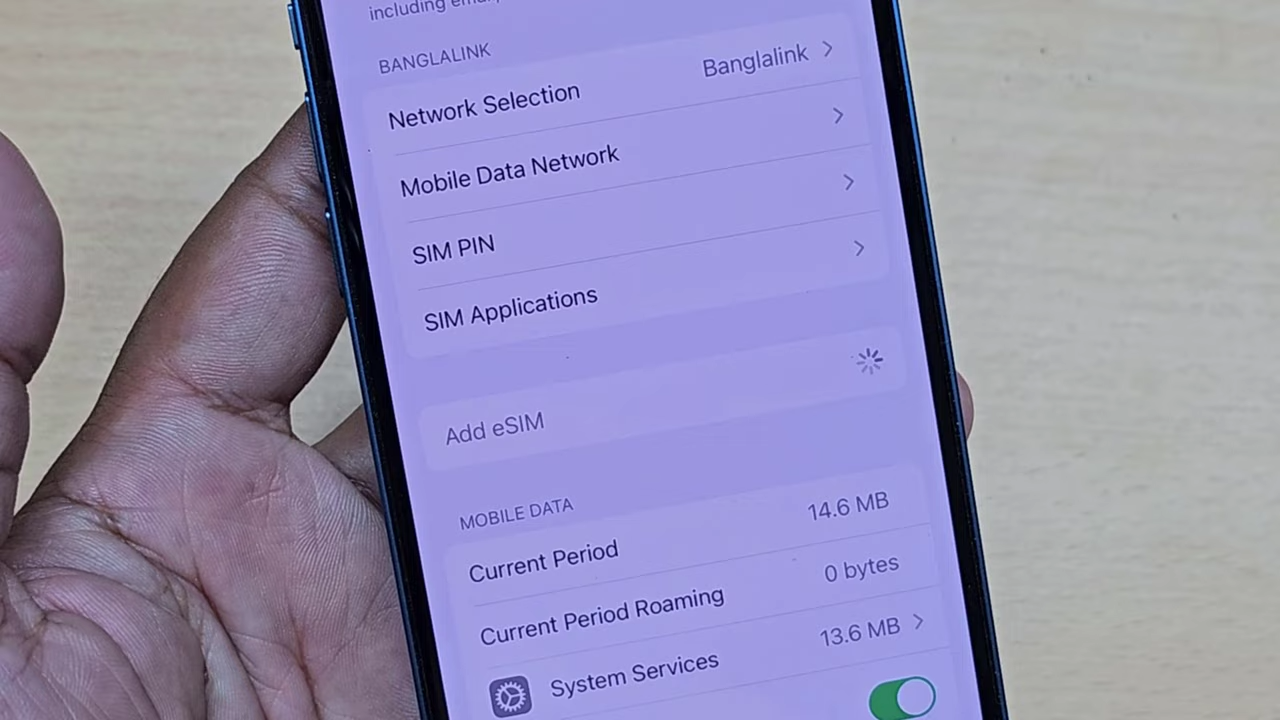 including
BANGLALINK
Network Selection Banglalink
Mobile Data Network
SIM PIN
SIM Applications
Add eSIM
MOBILE DATA
Current Period 14.6 MB
Current Period Roaming 0 bytes
System Services 13.6 MB